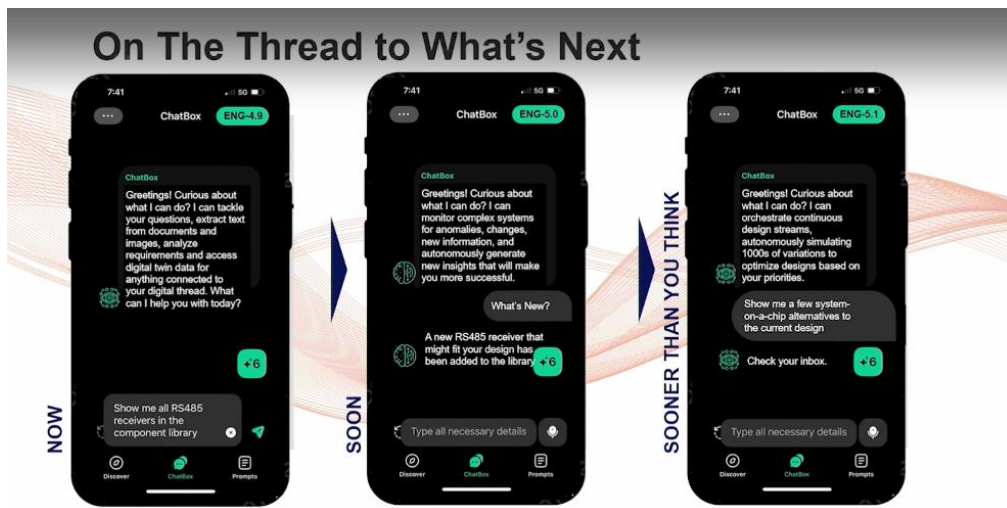 On The Thread to What's Next
NOW
7:41
5G
ChatBox
ENG-4.9
ChatBox
Greetings! Curious about
what I can do? I can tackle
your questions, extract text
from documents and
images, analyze
requirements and access
digital twin data for
anything connected to
your digital thread. What
can I help you with today?
+6
Show me all RS485
receivers in the
component library
Discover
ChatBox
Prompts
SOON
7:41
5G
ChatBox
ENG-5.0
ChatBox
Greetings! Curious about
what I can do? I can
monitor complex systems
for anomalies, changes,
new information, and
autonomously generate
new insights that will make
you more successful.
What's New?
A new RS485 receiver that
might fit your design has
been added to the library
+6
Type all necessary details
Discover
ChatBox
Prompts
SOONER THAN YOU THINK
7:41
5G
ChatBox
ENG-5.1
ChatBox
Greetings! Curious about
what I can do? I can
orchestrate continuous
design streams,
autonomously simulating
1000s of variations to
optimize designs based on
your priorities.
Show me a few system-
on-a-chip alternatives to
the current design
Check your inbox.
+6
Type all necessary details
Discover
ChatBox
Prompts